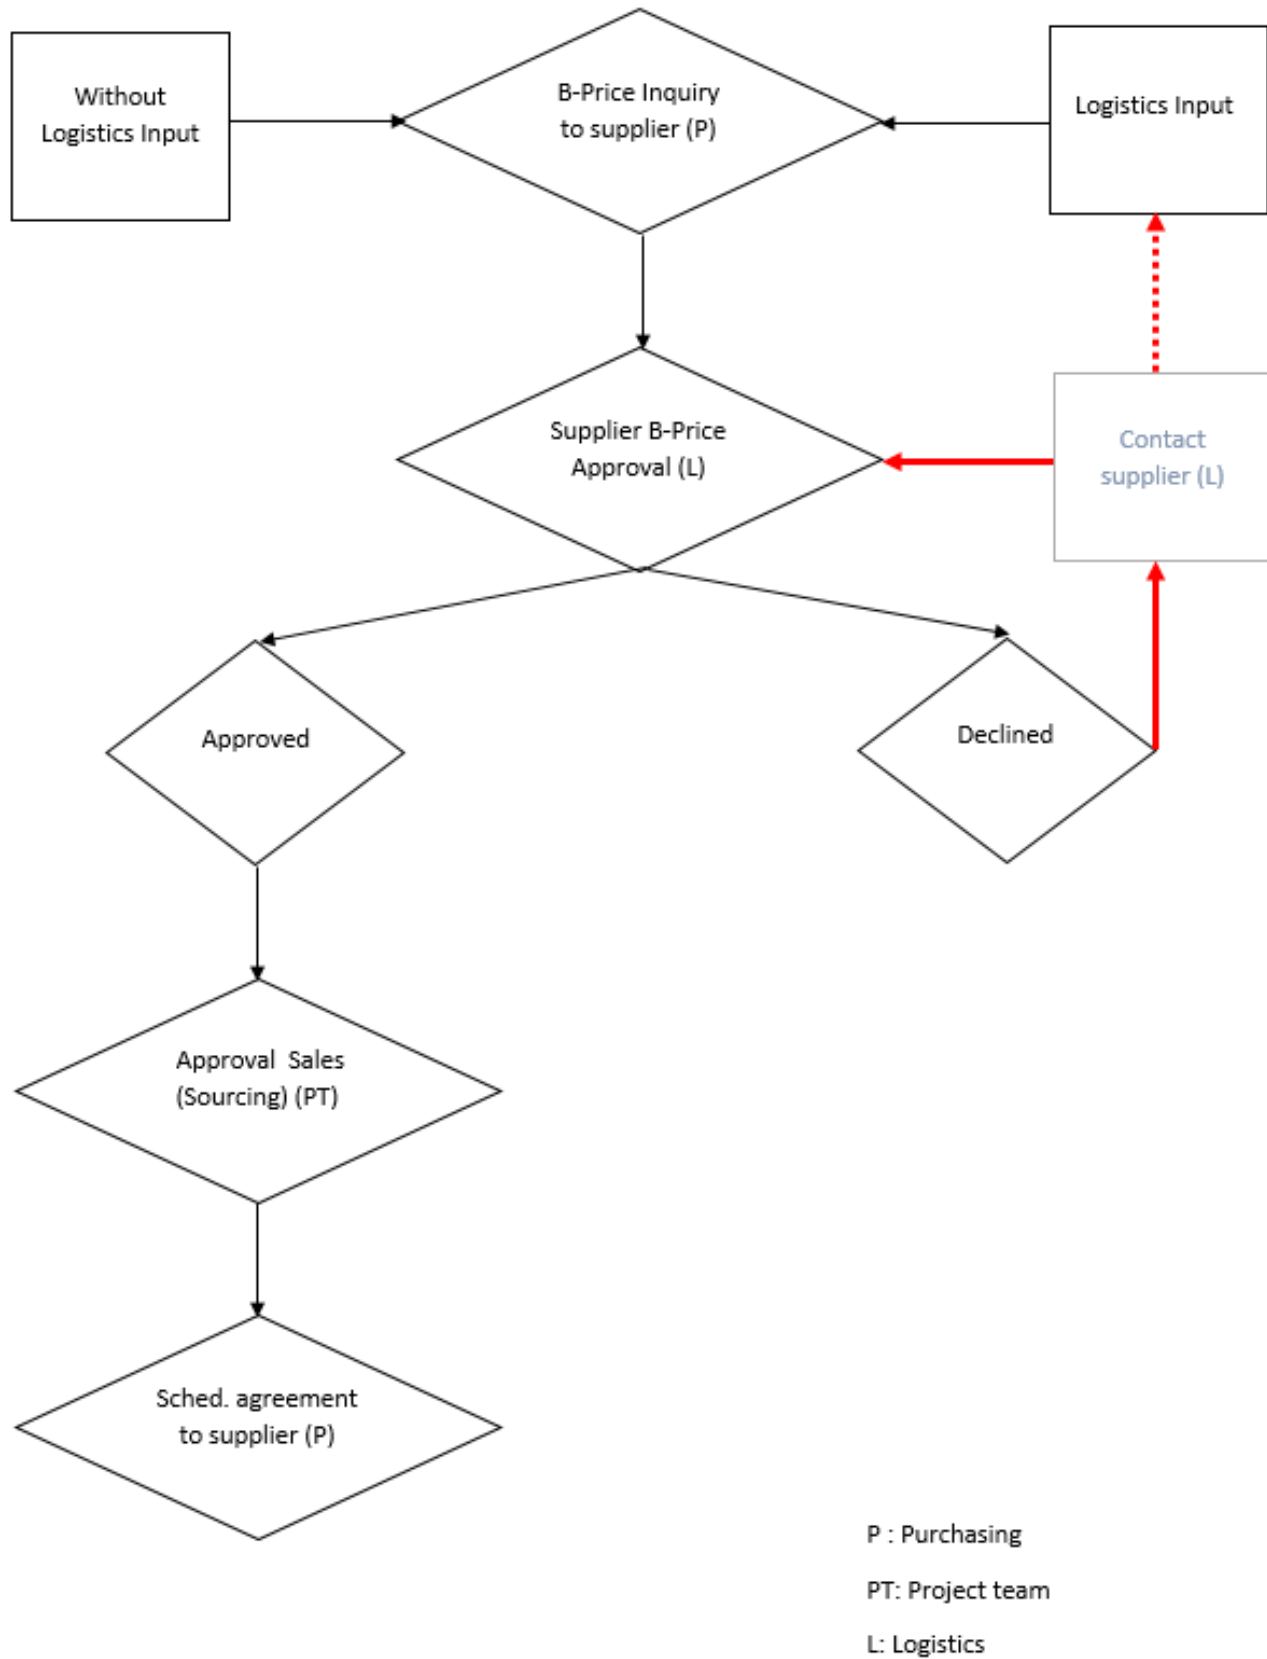 Without
Logistics Input
B-Price Inquiry
to supplier (P)
Logistics Input
Supplier B-Price
Approval (L)
Contact
supplier (L)
Approved
Declined
Approval Sales
(Sourcing) (PT)
Sched. agreement
to supplier (P)
P : Purchasing
PT: Project team
L: Logistics